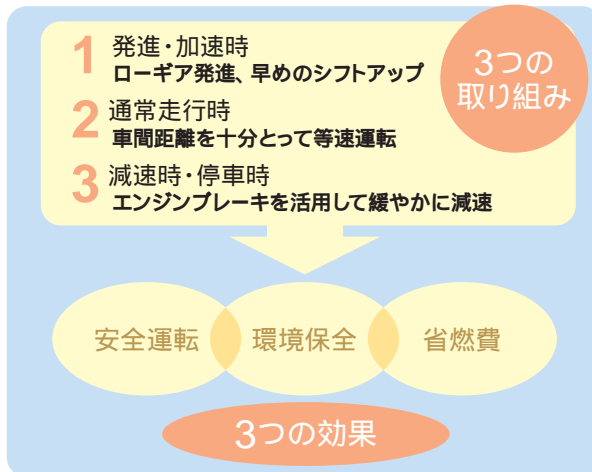 3つの
取り組み
1 発進・加速時
ローギア発進、早めのシフトアップ
2 通常走行時
車間距離を十分とって等速運転
3 減速時・停車時
エンジンブレーキを活用して緩やかに減速
安全運転 環境保全 省燃費
3つの効果